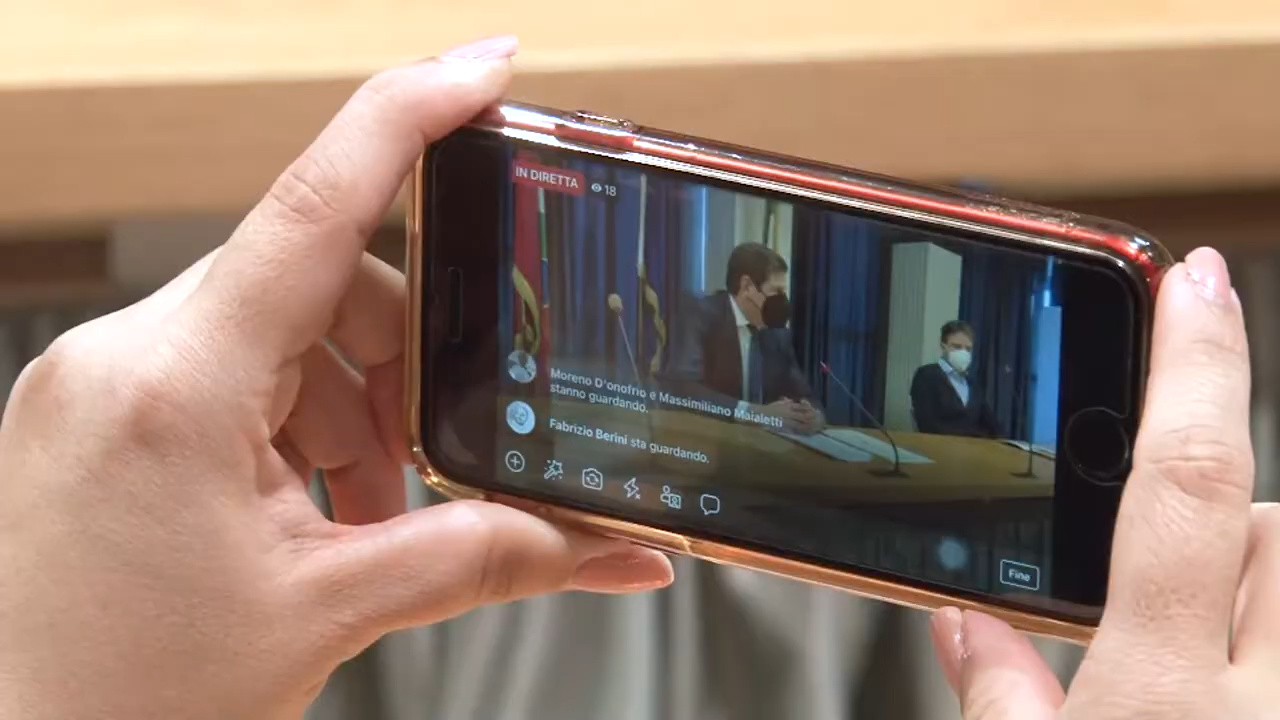 IN DIRETTA 18
Moreno D'onofrio e Massimiliano Maialetti
stanno guardando.
Fabrizio Berini sta guardando.
Fine